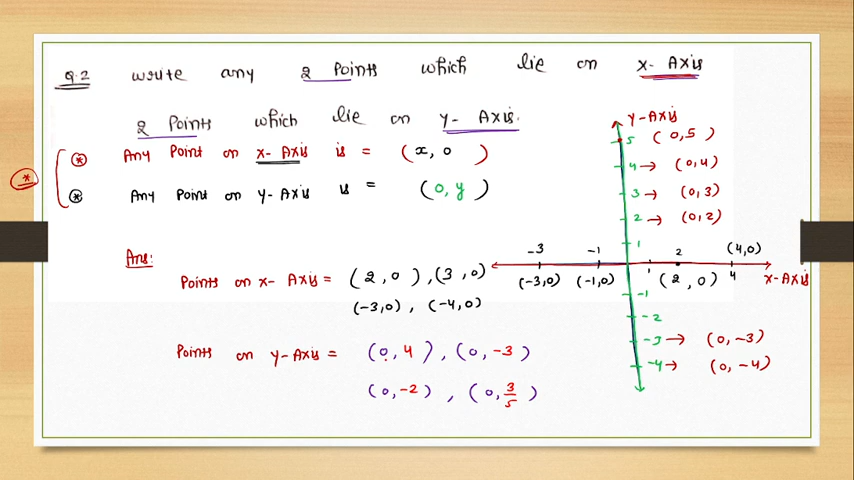 Q.2 write any 2 Points which lie on x-Axis
2 Points which lie on y-Axis.
* Any Point on x-Axis is = (x, 0)
* Any Point on y-Axis is = (0, y)
*
Ans:
Points on x-Axis = (2, 0), (3, 0)
(-3,0), (-4,0)
Points on y-Axis = (0, 4), (0, -3)
(0, -2), (0, 3/5)
y-Axis
5 (0,5)
4 → (0,4)
3 → (0,3)
2 → (0,2)
1
-3 -1 2 (4,0)
(-3,0) (-1,0) 1 (2, 0) 4 x-Axis
-1
-2
-3 → (0, -3)
-4 → (0, -4)